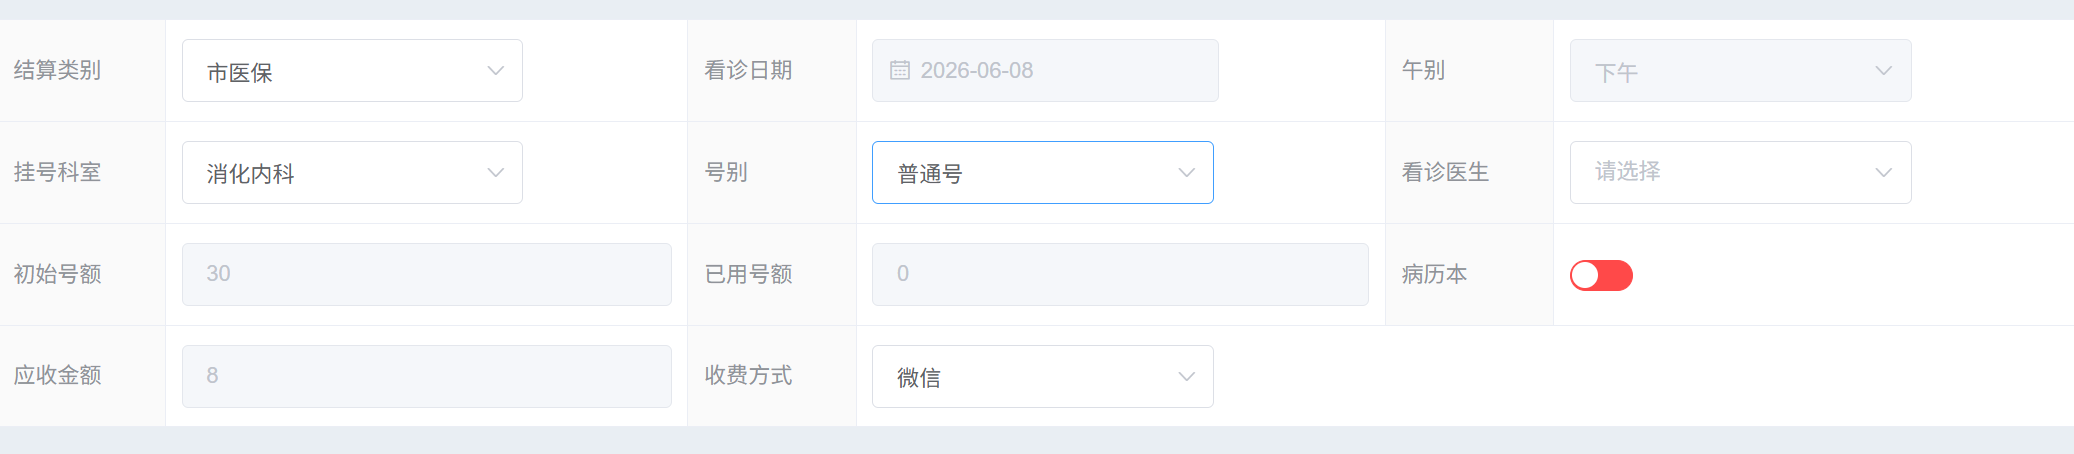 结算类别 市医保 看诊日期 2026-06-08 午别 下午
挂号科室 消化内科 号别 普通号 看诊医生 请选择
初始号额 30 已用号额 0 病历本
应收金额 8 收费方式 微信